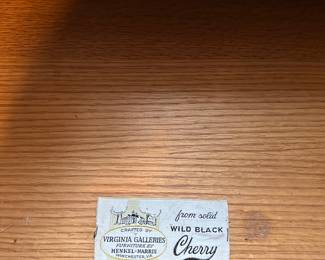 CRAFTED BY
VIRGINIA GALLERIES
FURNITURE BY
HENKEL-HARRIS
WINCHESTER, VA.
from solid
WILD BLACK
Cherry